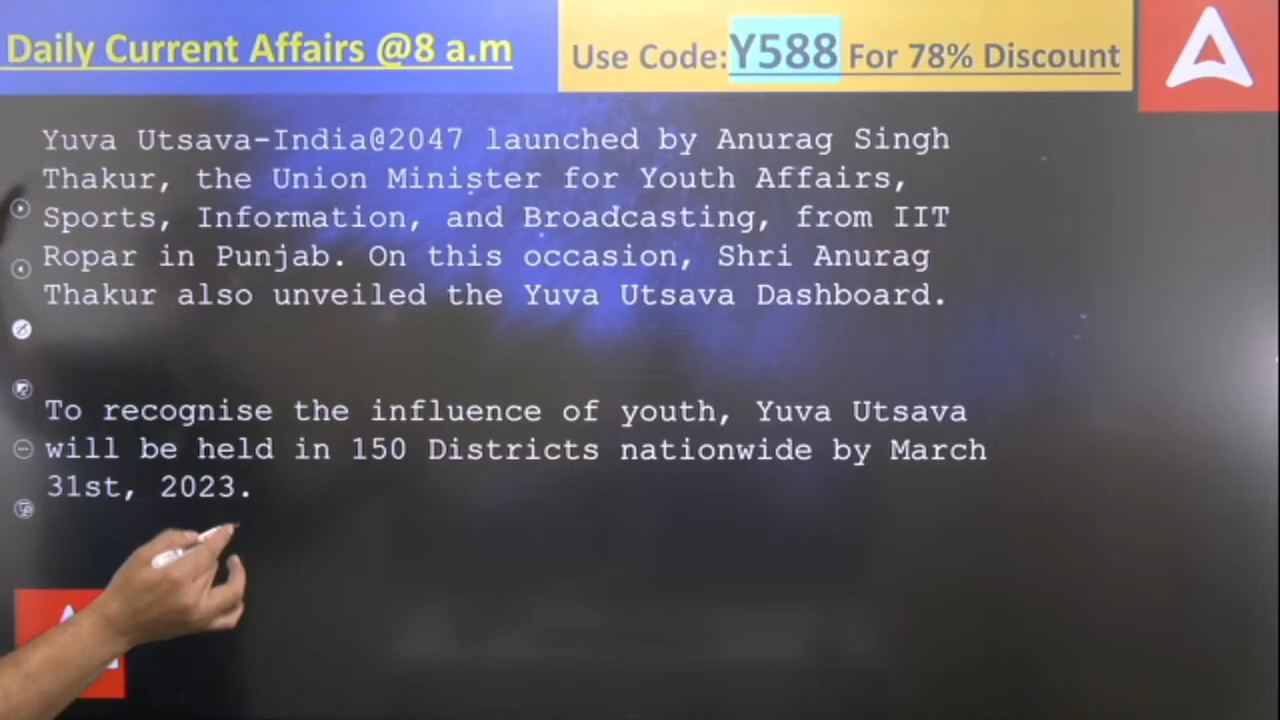 Daily Current Affairs @8 a.m
Use Code:Y588 For 78% Discount
Yuva Utsava-India@2047 launched by Anurag Singh
Thakur, the Union Minister for Youth Affairs,
Sports, Information, and Broadcasting, from IIT
Ropar in Punjab. On this occasion, Shri Anurag
Thakur also unveiled the Yuva Utsava Dashboard.
To recognise the influence of youth, Yuva Utsava
will be held in 150 Districts nationwide by March
31st, 2023.